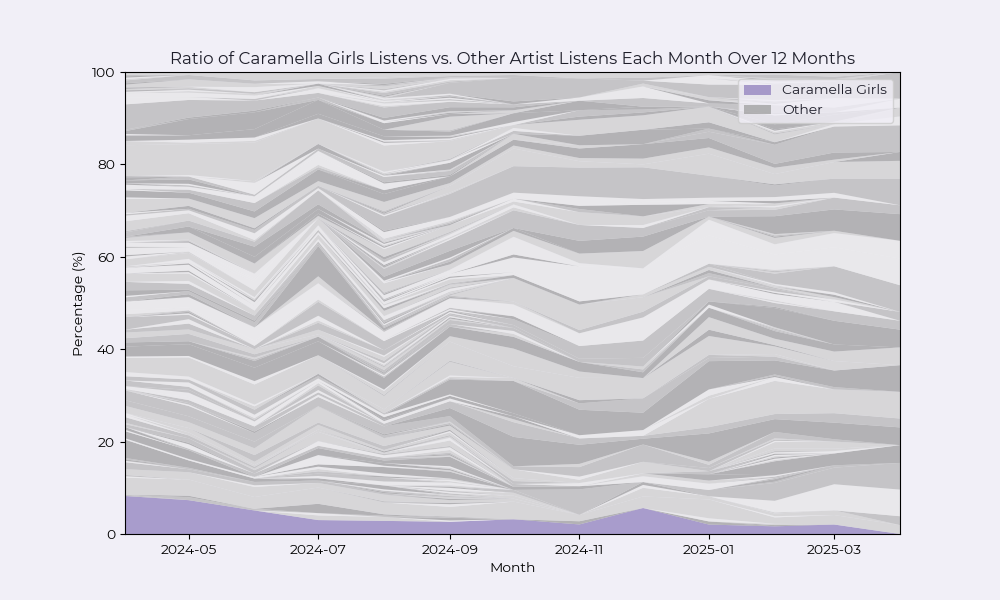 Ratio of Caramella Girls Listens vs. Other Artist Listens Each Month Over 12 Months
Caramella Girls
Other
Percentage (%)
100
80
60
40
20
0
2024-05
2024-07
2024-09
2024-11
2025-01
2025-03
Month